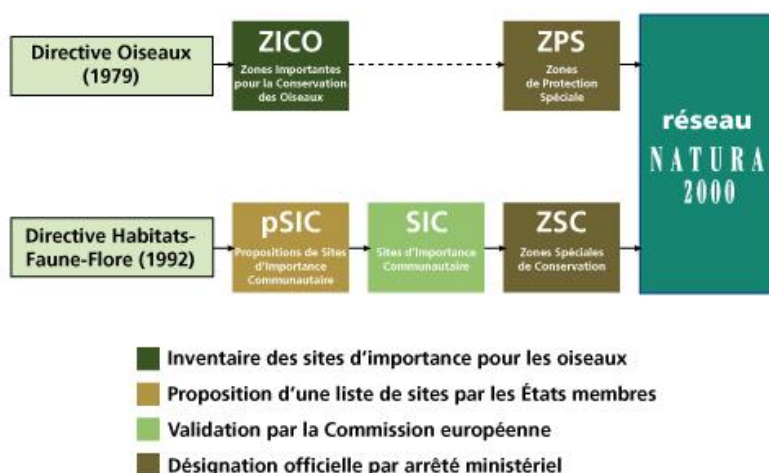 Directive Oiseaux
(1979)
ZICO
Zones Importantes
pour la Conservation
des Oiseaux
ZPS
Zones
de Protection
Spéciale
réseau
NATURA
2000
Directive Habitats-
Faune-Flore (1992)
pSIC
Propositions de Sites
d'Importance
Communautaire
SIC
Sites d'Importance
Communautaire
ZSC
Zones Spéciales
de Conservation
Inventaire des sites d'importance pour les oiseaux
Proposition d'une liste de sites par les États membres
Validation par la Commission européenne
Désignation officielle par arrêté ministériel